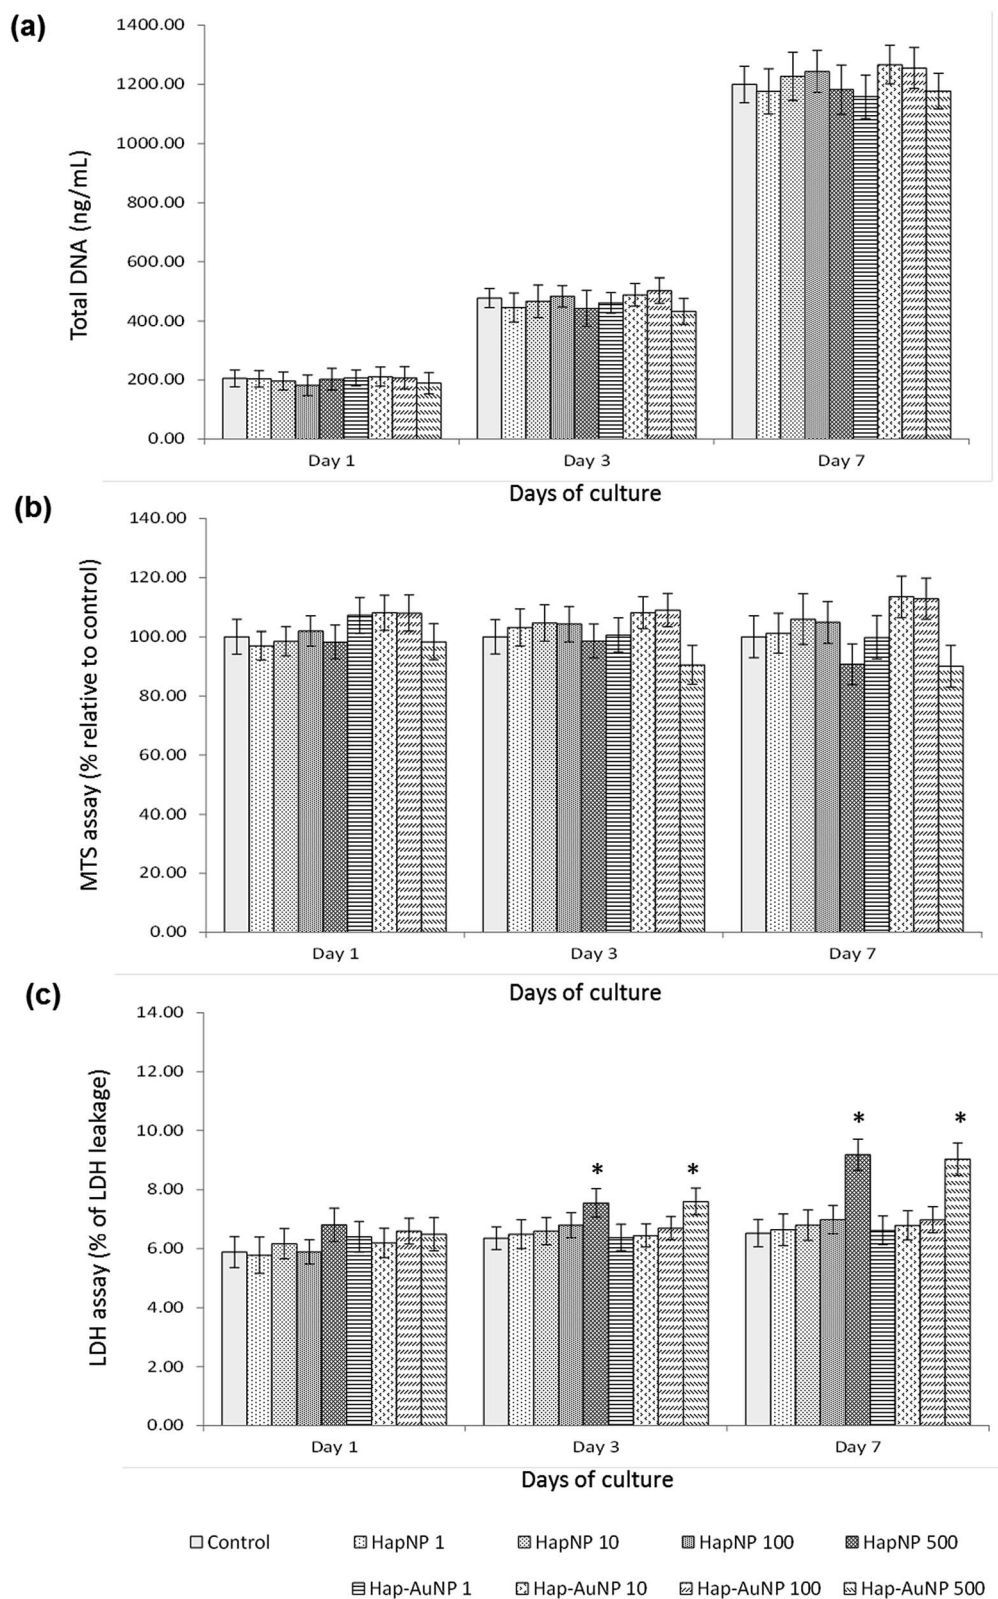 (a)
Total DNA (ng/mL)
1400.00
1200.00
1000.00
800.00
600.00
400.00
200.00
0.00
Day 1 Day 3 Day 7
Days of culture
(b)
MTS assay (% relative to control)
140.00
120.00
100.00
80.00
60.00
40.00
20.00
0.00
Day 1 Day 3 Day 7
Days of culture
(c)
LDH assay (% of LDH leakage)
14.00
12.00
10.00
8.00
6.00
4.00
2.00
0.00
* * * *
Day 1 Day 3 Day 7
Days of culture
Control HapNP 1 HapNP 10 HapNP 100 HapNP 500
Hap-AuNP 1 Hap-AuNP 10 Hap-AuNP 100 Hap-AuNP 500